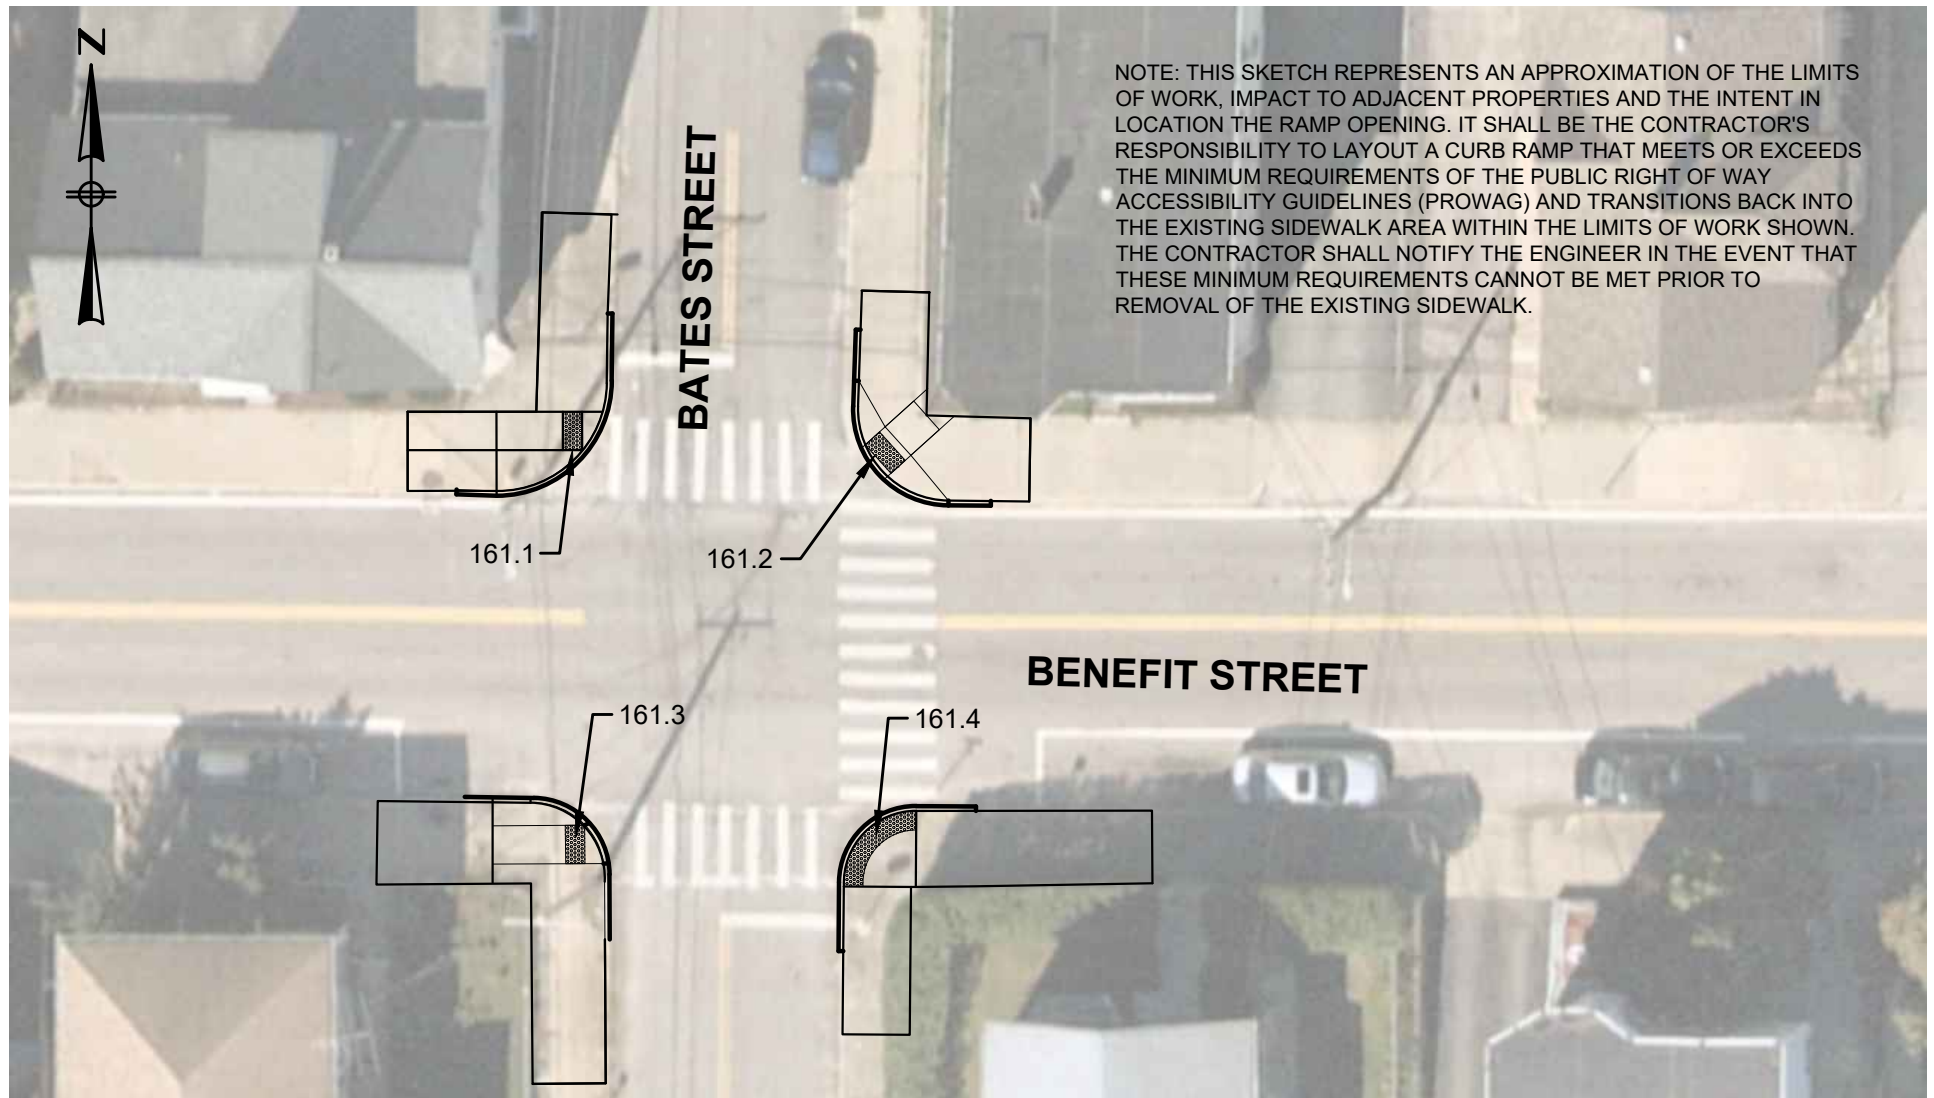 N
NOTE: THIS SKETCH REPRESENTS AN APPROXIMATION OF THE LIMITS
OF WORK, IMPACT TO ADJACENT PROPERTIES AND THE INTENT IN
LOCATION THE RAMP OPENING. IT SHALL BE THE CONTRACTOR'S
RESPONSIBILITY TO LAYOUT A CURB RAMP THAT MEETS OR EXCEEDS
THE MINIMUM REQUIREMENTS OF THE PUBLIC RIGHT OF WAY
ACCESSIBILITY GUIDELINES (PROWAG) AND TRANSITIONS BACK INTO
THE EXISTING SIDEWALK AREA WITHIN THE LIMITS OF WORK SHOWN.
THE CONTRACTOR SHALL NOTIFY THE ENGINEER IN THE EVENT THAT
THESE MINIMUM REQUIREMENTS CANNOT BE MET PRIOR TO
REMOVAL OF THE EXISTING SIDEWALK.
BATES STREET
161.1
161.2
BENEFIT STREET
161.3
161.4